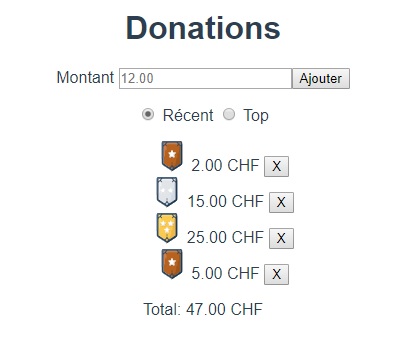 Donations
Montant 12.00 Ajouter
Récent Top
2.00 CHF X
15.00 CHF X
25.00 CHF X
5.00 CHF X
Total: 47.00 CHF